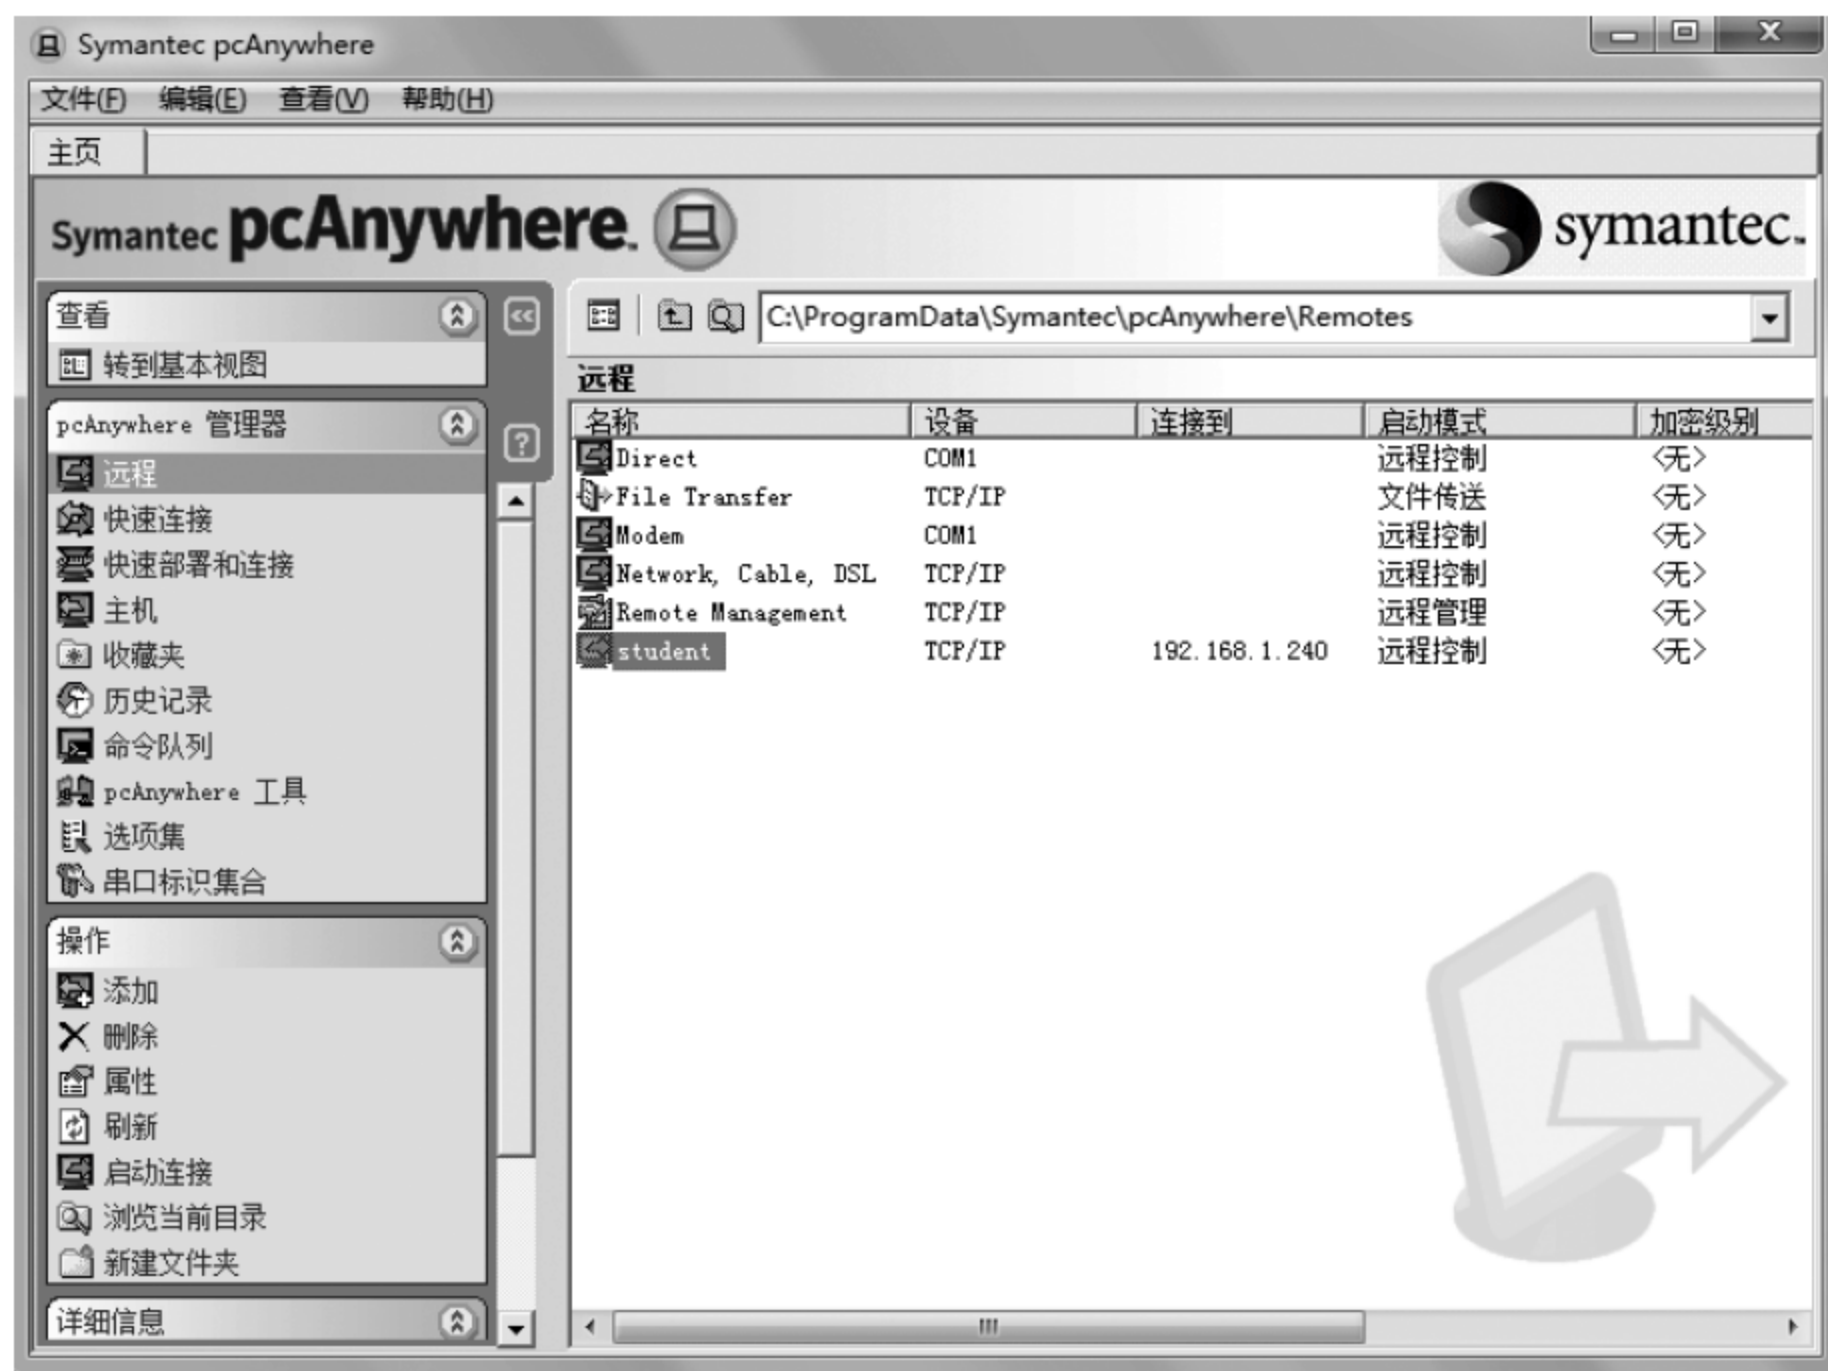 Symantec pcAnywhere
文件(F) 编辑(E) 查看(V) 帮助(H)
主页
Symantec pcAnywhere™ symantec™
查看
转到基本视图
pcAnywhere 管理器
远程
快速连接
快速部署和连接
主机
收藏夹
历史记录
命令队列
pcAnywhere 工具
选项集
串口标识集合
操作
添加
删除
属性
刷新
启动连接
浏览当前目录
新建文件夹
详细信息
C:\ProgramData\Symantec\pcAnywhere\Remotes
远程
名称 设备 连接到 启动模式 加密级别
Direct COM1 远程控制 <无>
File Transfer TCP/IP 文件传送 <无>
Modem COM1 远程控制 <无>
Network, Cable, DSL TCP/IP 远程控制 <无>
Remote Management TCP/IP 远程管理 <无>
student TCP/IP 192.168.1.240 远程控制 <无>